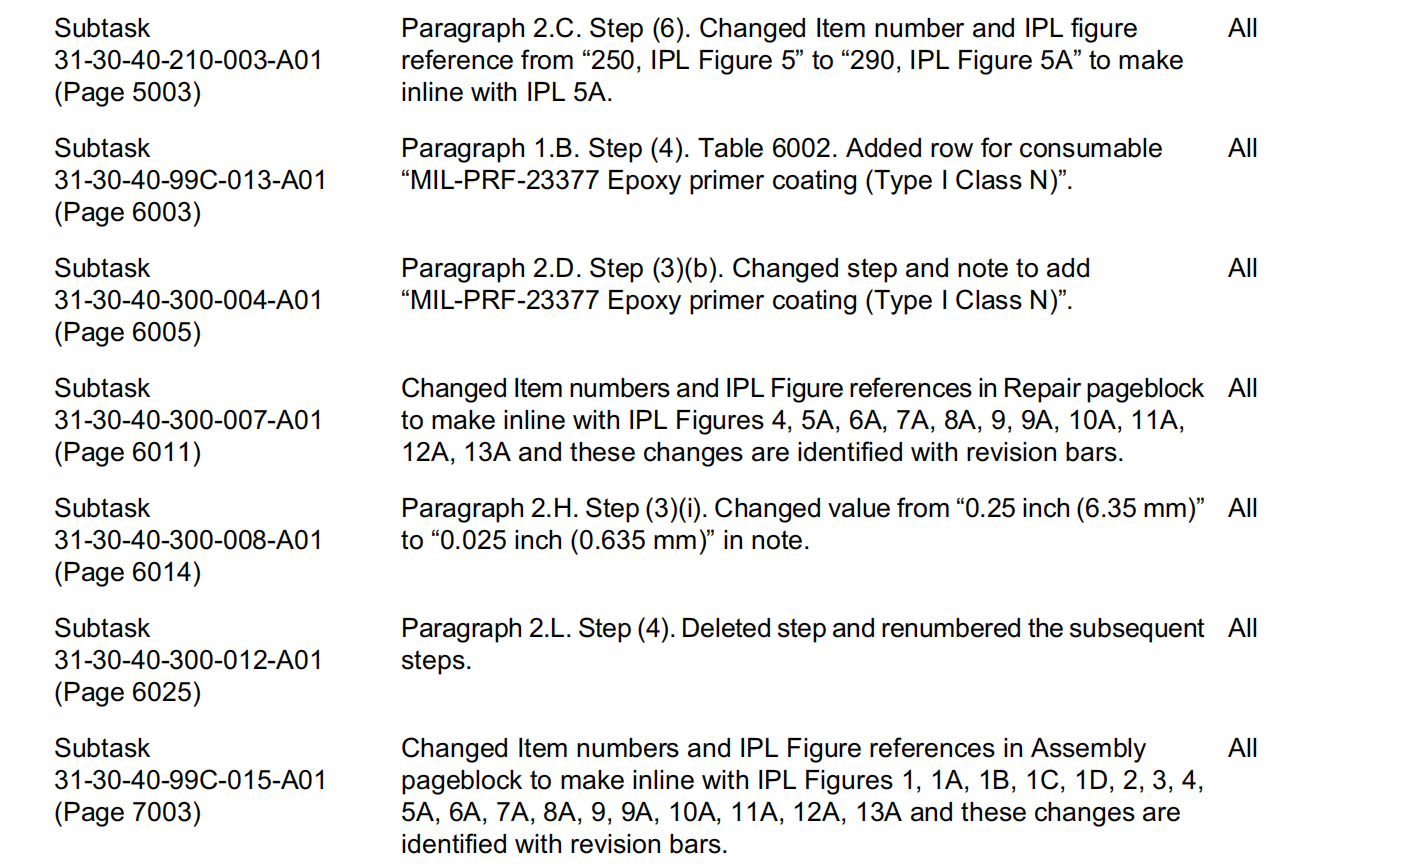 Subtask
31-30-40-210-003-A01
(Page 5003)
Paragraph 2.C. Step (6). Changed Item number and IPL figure
reference from “250, IPL Figure 5” to “290, IPL Figure 5A” to make
inline with IPL 5A.
All
Subtask
31-30-40-99C-013-A01
(Page 6003)
Paragraph 1.B. Step (4). Table 6002. Added row for consumable
“MIL-PRF-23377 Epoxy primer coating (Type I Class N)”.
All
Subtask
31-30-40-300-004-A01
(Page 6005)
Paragraph 2.D. Step (3)(b). Changed step and note to add
“MIL-PRF-23377 Epoxy primer coating (Type I Class N)”.
All
Subtask
31-30-40-300-007-A01
(Page 6011)
Changed Item numbers and IPL Figure references in Repair pageblock
to make inline with IPL Figures 4, 5A, 6A, 7A, 8A, 9, 9A, 10A, 11A,
12A, 13A and these changes are identified with revision bars.
All
Subtask
31-30-40-300-008-A01
(Page 6014)
Paragraph 2.H. Step (3)(i). Changed value from “0.25 inch (6.35 mm)”
to “0.025 inch (0.635 mm)” in note.
All
Subtask
31-30-40-300-012-A01
(Page 6025)
Paragraph 2.L. Step (4). Deleted step and renumbered the subsequent
steps.
All
Subtask
31-30-40-99C-015-A01
(Page 7003)
Changed Item numbers and IPL Figure references in Assembly
pageblock to make inline with IPL Figures 1, 1A, 1B, 1C, 1D, 2, 3, 4,
5A, 6A, 7A, 8A, 9, 9A, 10A, 11A, 12A, 13A and these changes are
identified with revision bars.
All